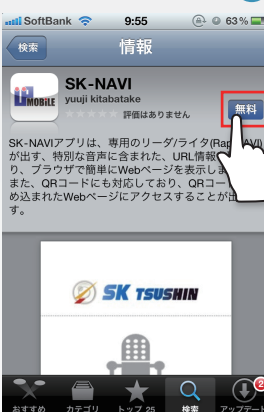 SoftBank 9:55 63%
検索 情報
SK-NAVI
yuuji kitabatake
評価はありません
無料
iMOBILE
SK-NAVIアプリは、専用のリーダ/ライタ(Rap AVI)
が出す、特別な音声に含まれた、URL情報
り、ブラウザで簡単にWebページを表示しま
また、QRコードにも対応しており、QRコー
め込まれたWebページにアクセスすることが出
す。
SK TSUSHIN
おすすめ カテゴリ トップ 25 検索 アップデート
2